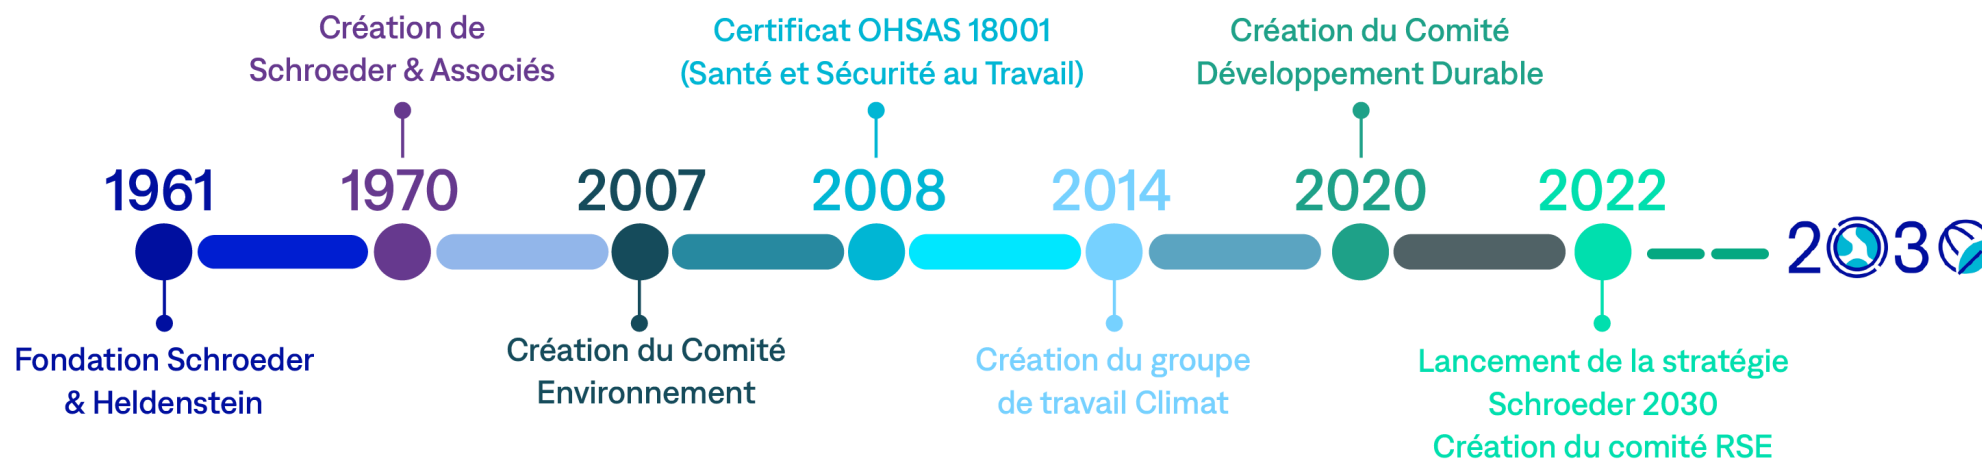 Création de
Schroeder & Associés
Certificat OHSAS 18001
(Santé et Sécurité au Travail)
Création du Comité
Développement Durable
1961
1970
2007
2008
2014
2020
2022
2030
Fondation Schroeder
& Heldenstein
Création du Comité
Environnement
Création du groupe
de travail Climat
Lancement de la stratégie
Schroeder 2030
Création du comité RSE